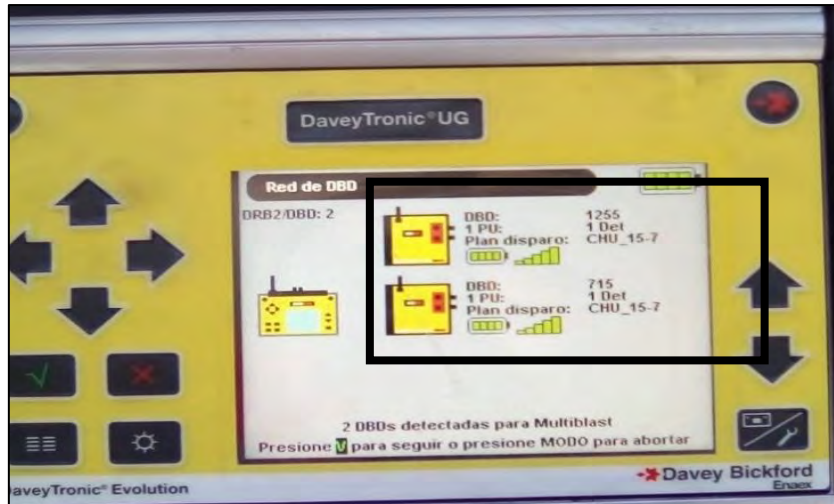 DaveyTronic®UG
Red de DBD
DRB2/DBD: 2
DBD: 1255
1 PU: 1 Det
Plan disparo: CHU_15-7
DBD: 715
1 PU: 1 Det
Plan disparo: CHU_15-7
2 DBDs detectadas para Multiblast
Presione V para seguir o presione MODO para abortar
Davey Bickford
Enaex
aveyTronic® Evolution